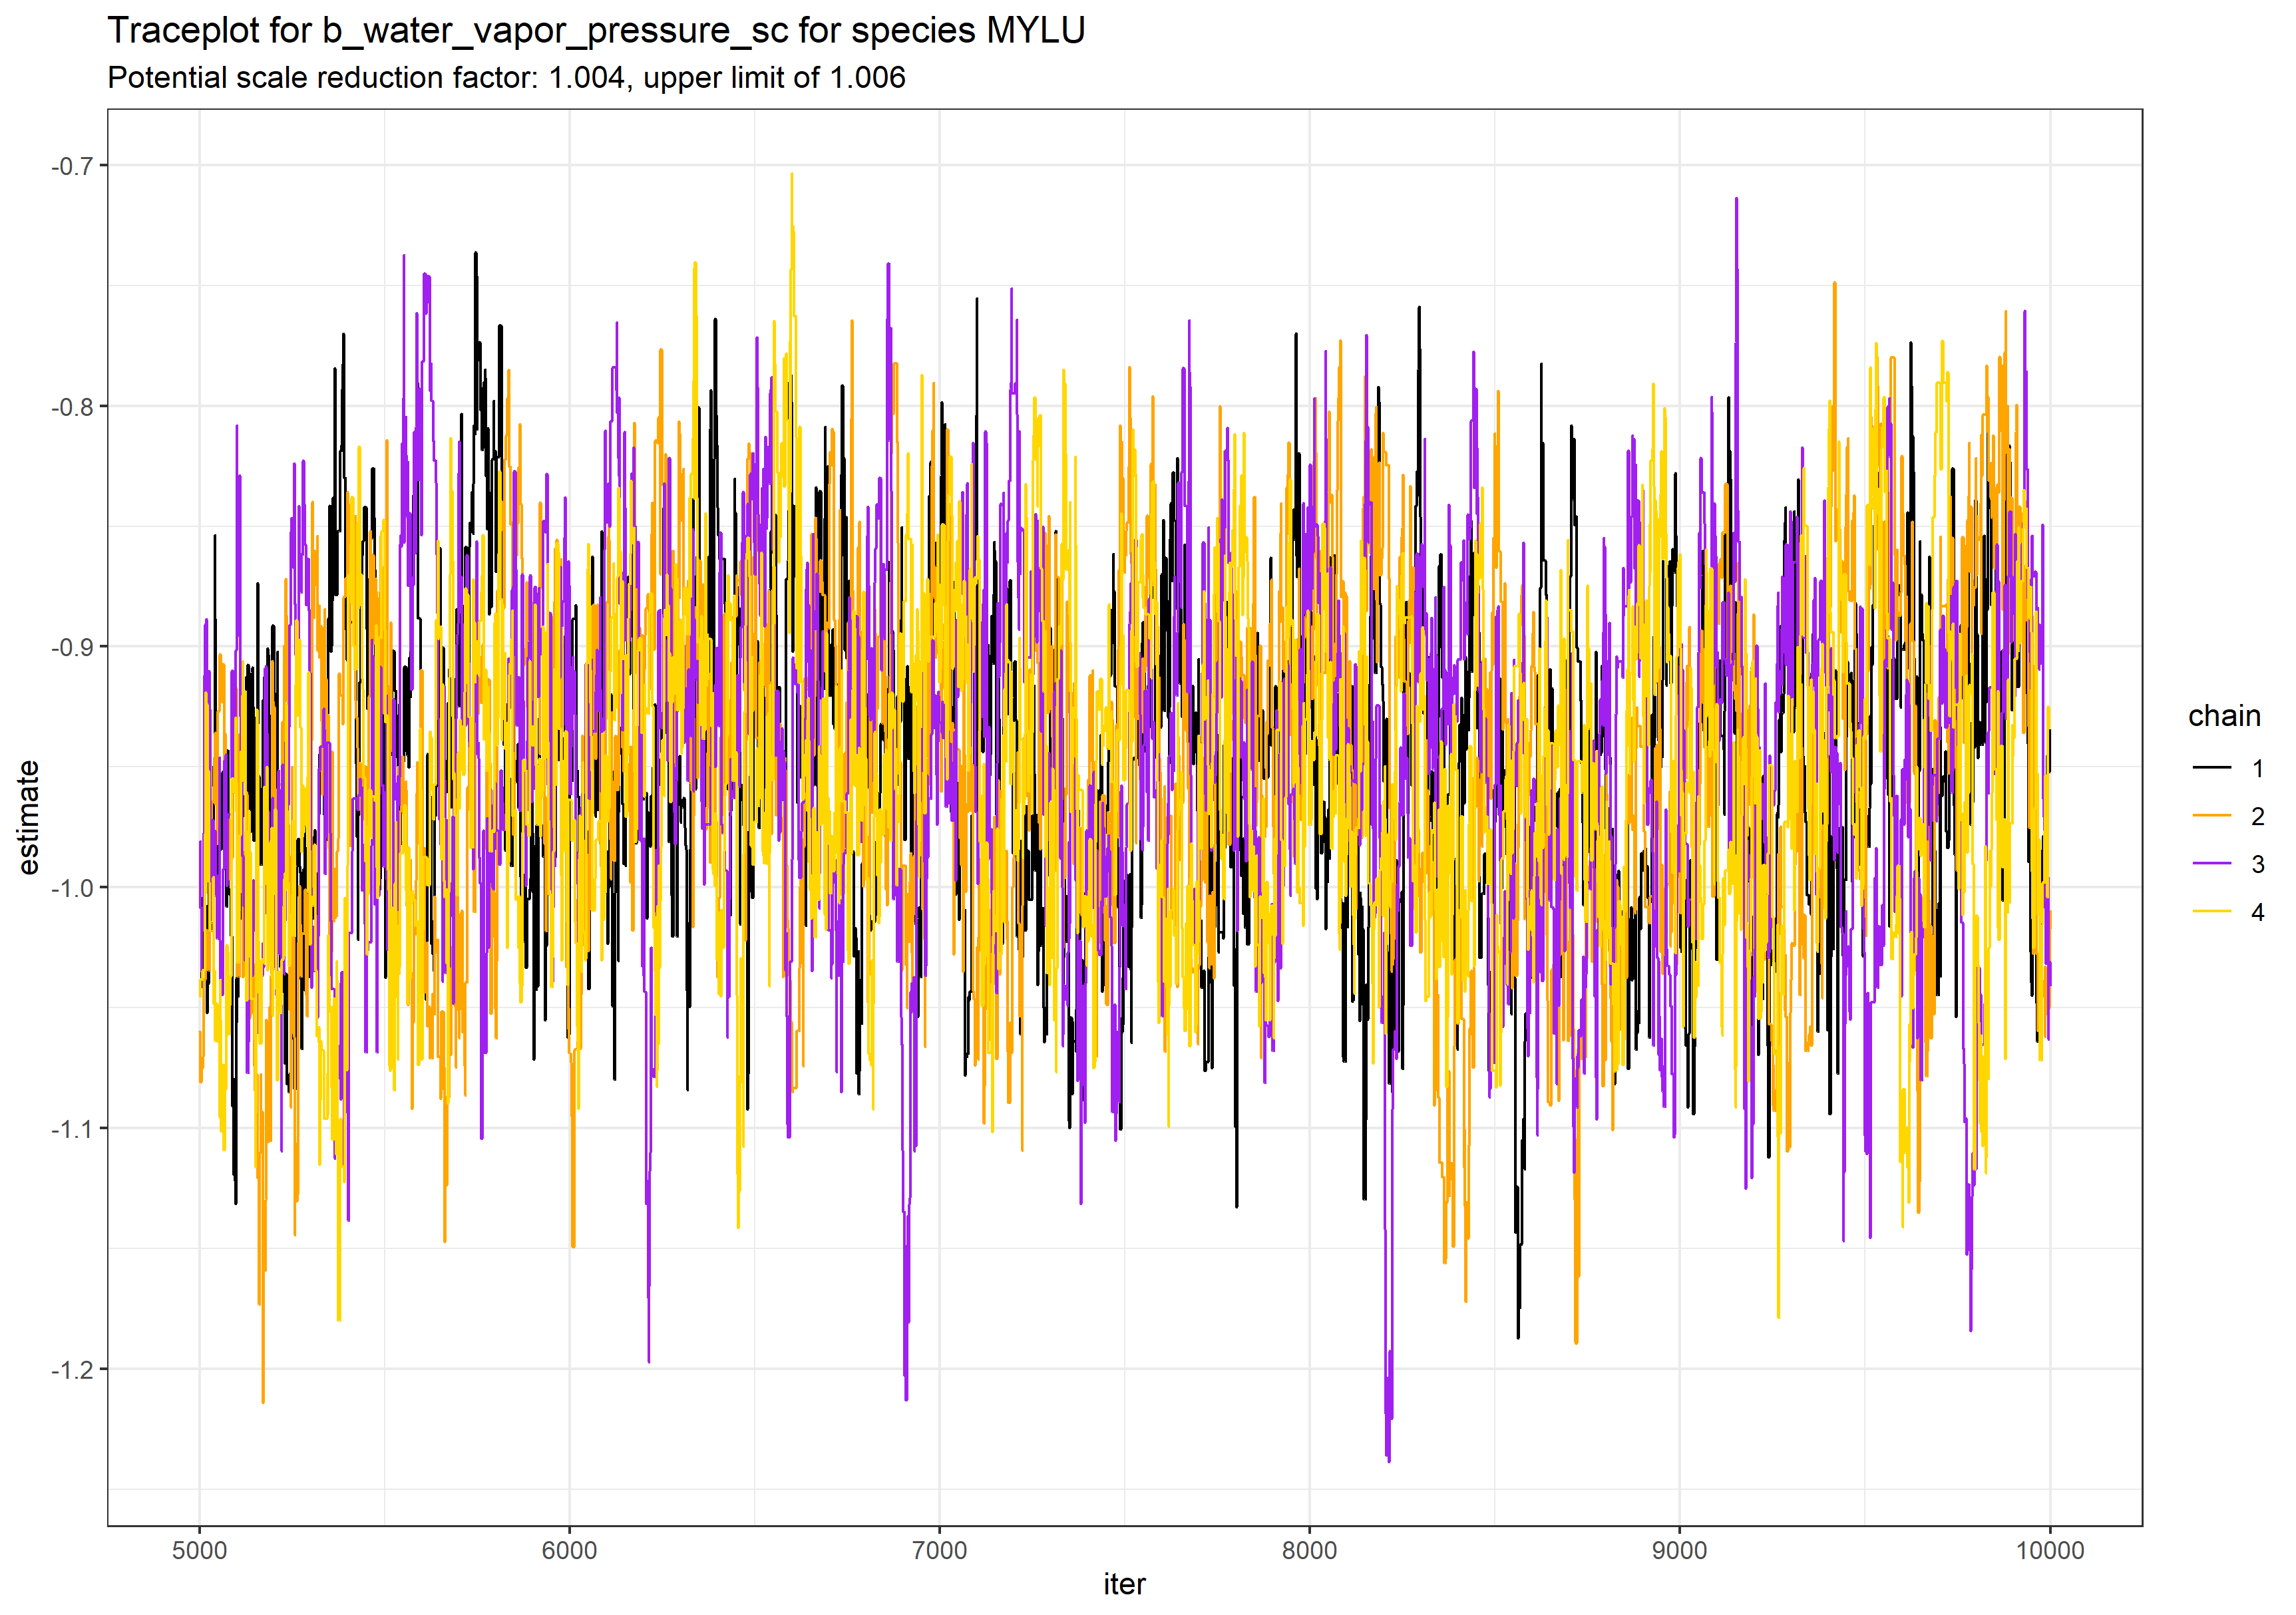 Traceplot for b_water_vapor_pressure_sc for species MYLU
Potential scale reduction factor: 1.004, upper limit of 1.006
-0.7
-0.8
-0.9
-1.0
-1.1
-1.2
estimate
5000 6000 7000 8000 9000 10000
iter
chain
1
2
3
4